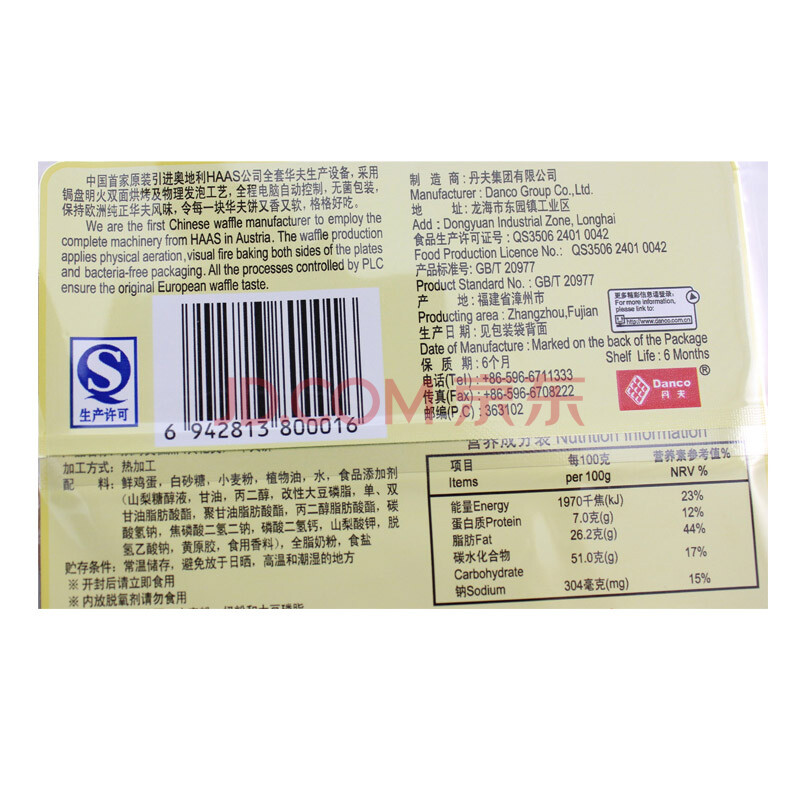 中国首家原装引进奥地利HAAS公司全套华夫生产设备，采用
锔盘明火双面烘烤及物理发泡工艺，全程电脑自动控制，无菌包装，
保持欧洲纯正华夫风味，令每一块华夫饼又香又软，格格好吃。
We are the first Chinese waffle manufacturer to employ the
complete machinery from HAAS in Austria. The waffle production
applies physical aeration, visual fire baking both sides of the plates
and bacteria-free packaging. All the processes controlled by PLC
ensure the original European waffle taste.
QS
生产许可
6 942813 800016
制 造 商：丹夫集团有限公司
Manufacturer : Danco Group Co.,Ltd.
地 址：龙海市东园镇工业区
Add : Dongyuan Industrial Zone, Longhai
食品生产许可证号：QS3506 2401 0042
Food Production Licence No.: QS3506 2401 0042
产品标准号: GB/T 20977
Product Standard No. : GB/T 20977
产 地：福建省漳州市
Producting area : Zhangzhou,Fujian
生 产 日 期：见包装袋背面
Date of Manufacture : Marked on the back of the Package
保 质 期: 6个月
Shelf Life : 6 Months
电话(Tel) : +86-596-6711333
传真(Fax) : +86-596-6708222
邮编(P.C) : 363102
更多精彩信息请登录:
For more information,
please link to:
http://www.danco.com.cn
Danco
丹夫
®
JD.COM 京东
加工方式：热加工
配 料：鲜鸡蛋，白砂糖，小麦粉，植物油，水，食品添加剂
(山梨糖醇液，甘油，丙二醇，改性大豆磷脂，单、双
甘油脂肪酸酯，聚甘油脂肪酸酯，丙二醇脂肪酸酯，碳
酸氢钠，焦磷酸二氢二钠，磷酸二氢钙，山梨酸钾，脱
氢乙酸钠，黄原胶，食用香料)，全脂奶粉，食盐
贮存条件：常温储存，避免放于日晒，高温和潮湿的地方
※ 开封后请立即食用
※ 内放脱氧剂请勿食用
营养成分表 Nutrition Information
项目 每100克 营养素参考值%
Items per 100g NRV %
能量Energy 1970千焦(kJ) 23%
蛋白质Protein 7.0克(g) 12%
脂肪Fat 26.2克(g) 44%
碳水化合物 51.0克(g) 17%
Carbohydrate
钠Sodium 304毫克(mg) 15%